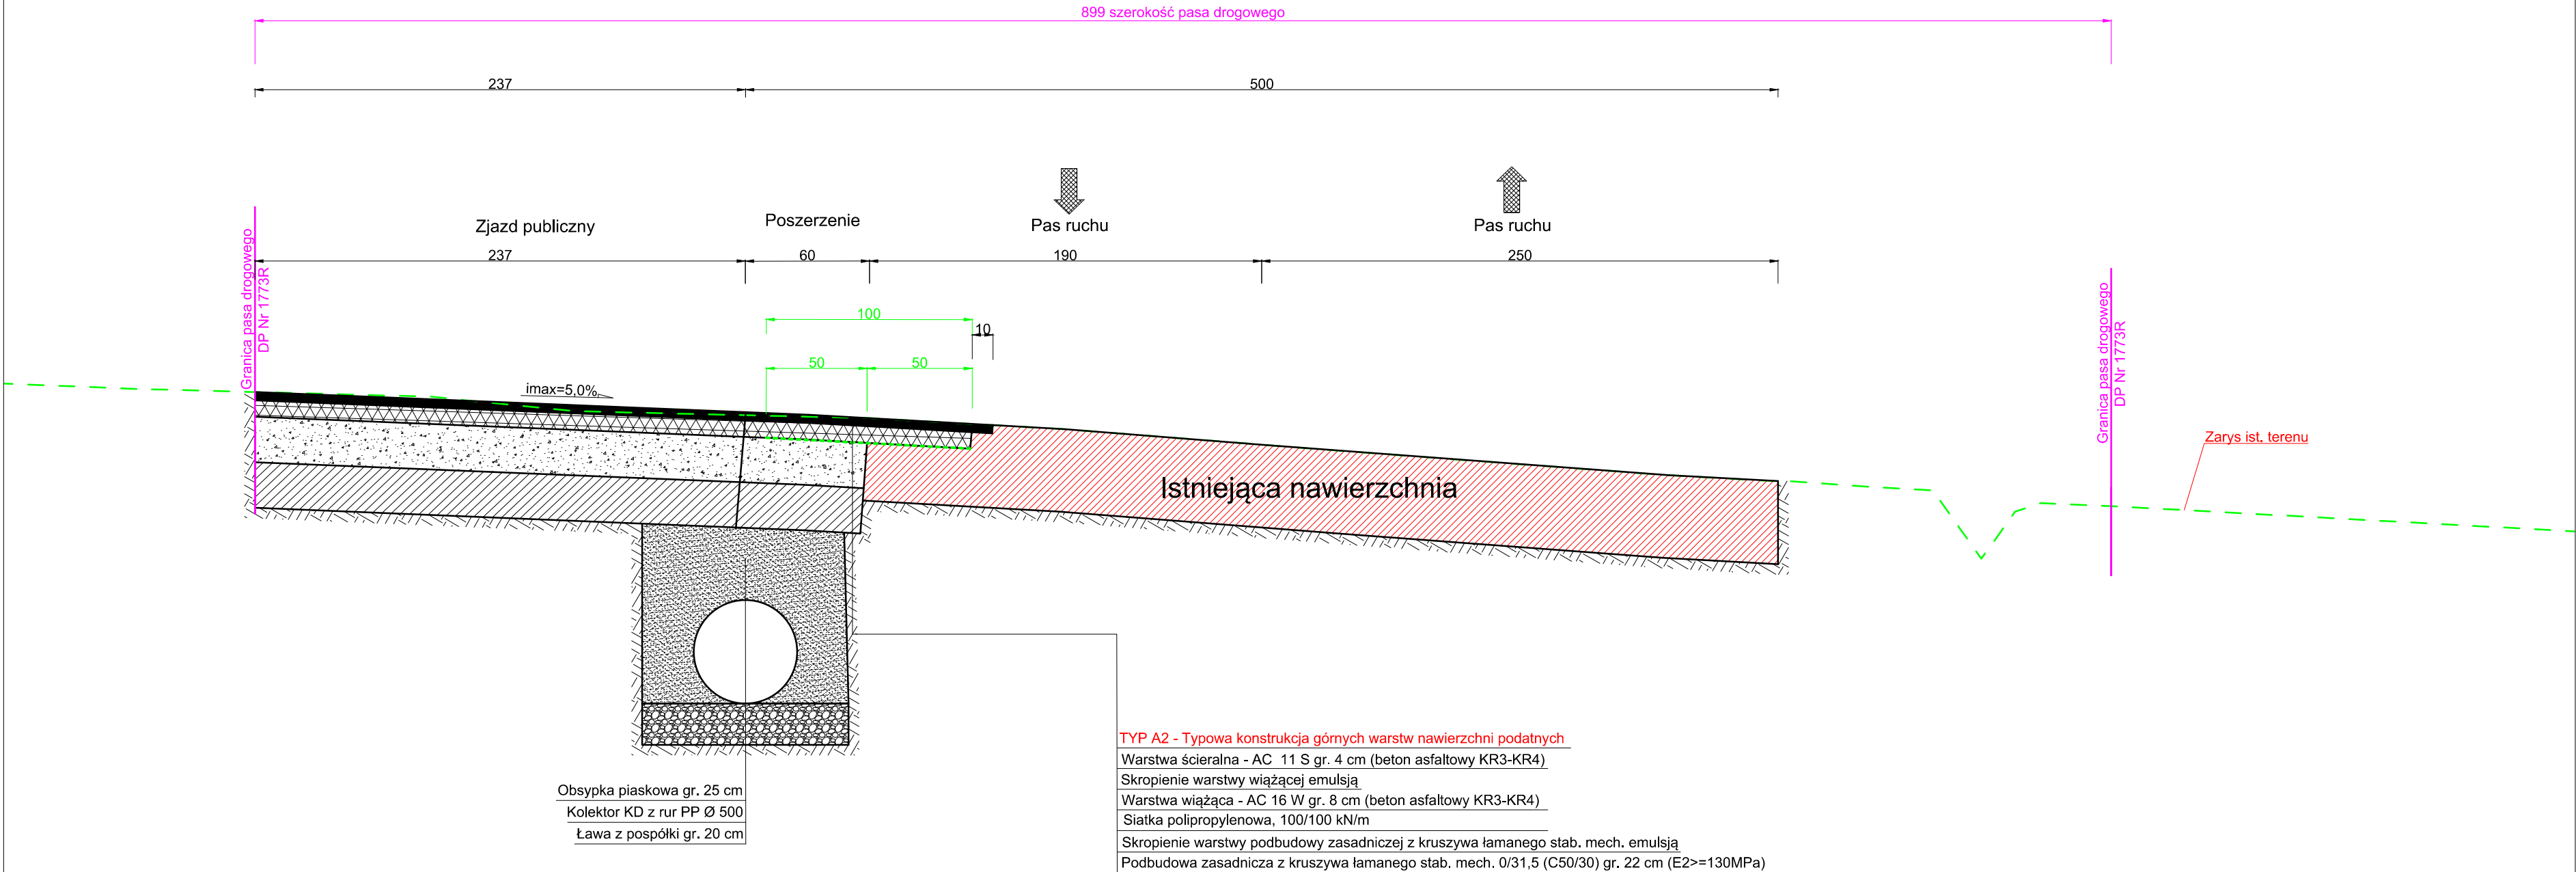 899 szerokość pasa drogowego
237
500
Zjazd publiczny
Poszerzenie
Pas ruchu
Pas ruchu
237
60
190
250
Granica pasa drogowego
DP Nr 1773R
100
10
50
50
imax=5,0%
Granica pasa drogowego
DP Nr 1773R
Zarys ist. terenu
Istniejąca nawierzchnia
Obsypka piaskowa gr. 25 cm
Kolektor KD z rur PP Ø 500
Ława z pospółki gr. 20 cm
TYP A2 - Typowa konstrukcja górnych warstw nawierzchni podatnych
Warstwa ścieralna - AC 11 S gr. 4 cm (beton asfaltowy KR3-KR4)
Skropienie warstwy wiążącej emulsją
Warstwa wiążąca - AC 16 W gr. 8 cm (beton asfaltowy KR3-KR4)
Siatka polipropylenowa, 100/100 kN/m
Skropienie warstwy podbudowy zasadniczej z kruszywa łamanego stab. mech. emulsją
Podbudowa zasadnicza z kruszywa łamanego stab. mech. 0/31,5 (C50/30) gr. 22 cm (E2>=130MPa)